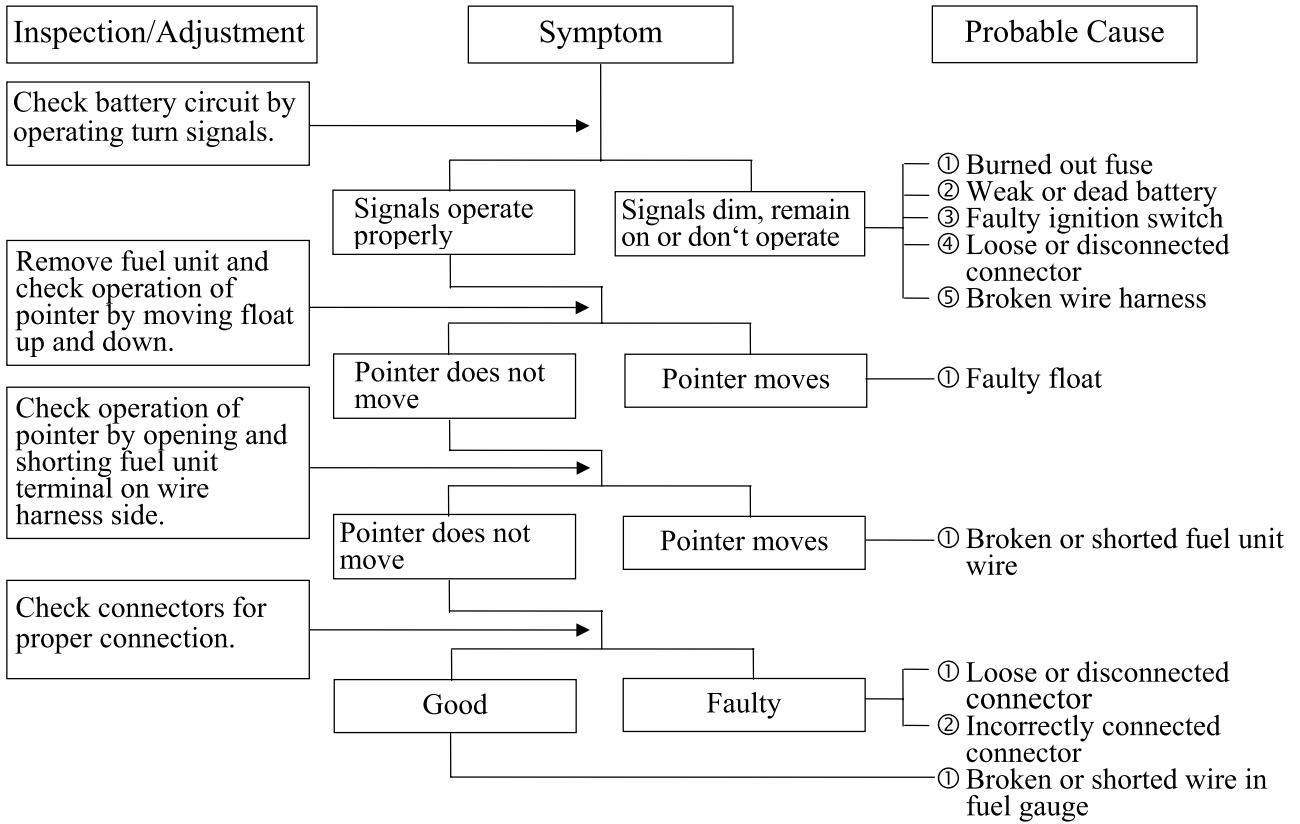 Inspection/Adjustment
Symptom
Probable Cause
Check battery circuit by
operating turn signals.
Signals operate
properly
Signals dim, remain
on or don‘t operate
① Burned out fuse
② Weak or dead battery
③ Faulty ignition switch
④ Loose or disconnected
connector
⑤ Broken wire harness
Remove fuel unit and
check operation of
pointer by moving float
up and down.
Pointer does not
move
Pointer moves
① Faulty float
Check operation of
pointer by opening and
shorting fuel unit
terminal on wire
harness side.
Pointer does not
move
Pointer moves
① Broken or shorted fuel unit
wire
Check connectors for
proper connection.
Good
Faulty
① Loose or disconnected
connector
② Incorrectly connected
connector
① Broken or shorted wire in
fuel gauge